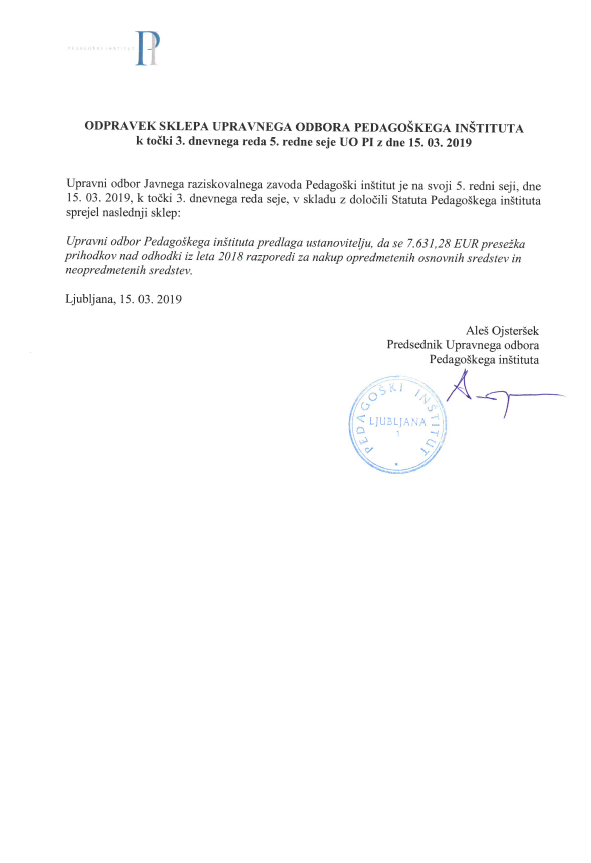 PEDAGOŠKI INŠTITUT PI
ODPRAVEK SKLEPA UPRAVNEGA ODBORA PEDAGOŠKEGA INŠTITUTA
k točki 3. dnevnega reda 5. redne seje UO PI z dne 15. 03. 2019
Upravni odbor Javnega raziskovalnega zavoda Pedagoški inštitut je na svoji 5. redni seji, dne
15. 03. 2019, k točki 3. dnevnega reda seje, v skladu z določili Statuta Pedagoškega inštituta
sprejel naslednji sklep:
Upravni odbor Pedagoškega inštituta predlaga ustanovitelju, da se 7.631,28 EUR presežka
prihodkov nad odhodki iz leta 2018 razporedi za nakup opredmetenih osnovnih sredstev in
neopredmetenih sredstev.
Ljubljana, 15. 03. 2019
Aleš Ojsteršek
Predsednik Upravnega odbora
Pedagoškega inštituta
PEDAGOŠKI INŠTITUT
LJUBLJANA
1